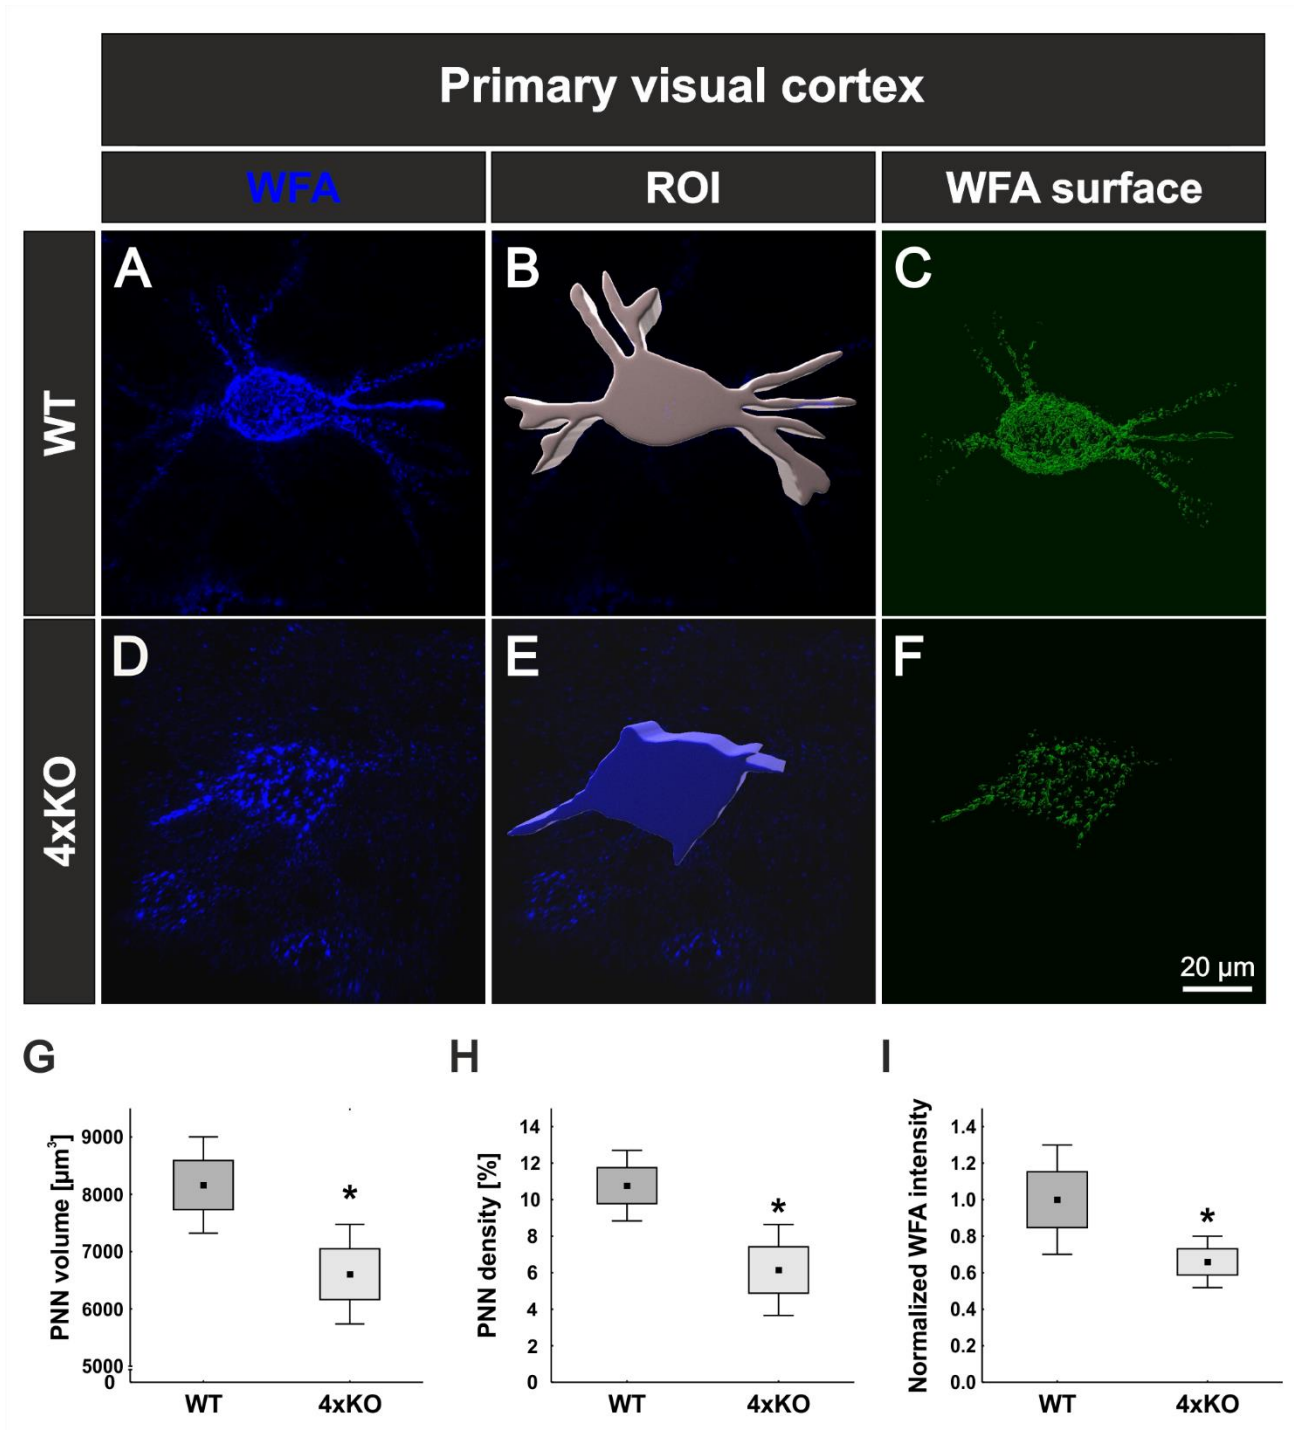 Primary visual cortex
WFA
ROI
WFA surface
WT
A
B
C
4xKO
D
E
F
20 µm
G
H
I
PNN volume [µm³]
9000
8000
7000
6000
5000
0
*
WT
4xKO
PNN density [%]
14
12
10
8
6
4
2
0
*
WT
4xKO
Normalized WFA intensity
1.4
1.2
1.0
0.8
0.6
0.4
0.2
0.0
*
WT
4xKO